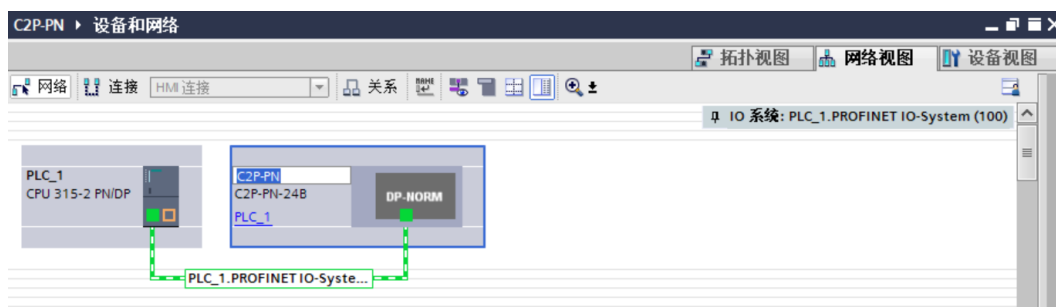 C2P-PN ▸ 设备和网络
拓扑视图 网络视图 设备视图
网络 连接 HMI 连接 关系
IO 系统: PLC_1.PROFINET IO-System (100)
PLC_1
CPU 315-2 PN/DP
C2P-PN
C2P-PN-24B
PLC_1
DP-NORM
PLC_1.PROFINET IO-Syste...